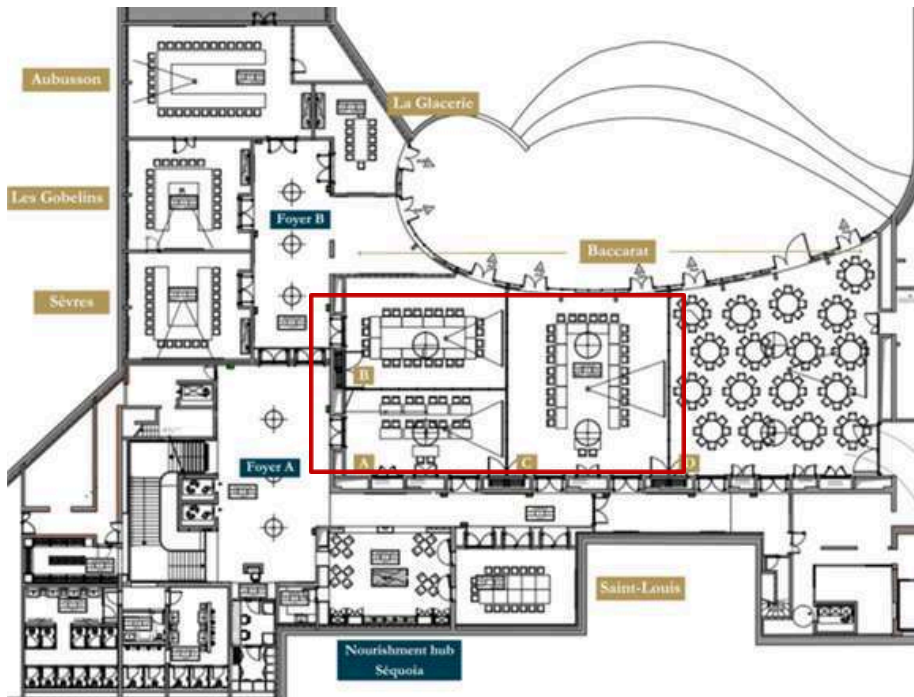 Aubusson
La Glacerie
Les Gobelins
Foyer B
Baccarat
Sèvres
B
A
C
D
Foyer A
Saint-Louis
Nourishment hub
Séquoia